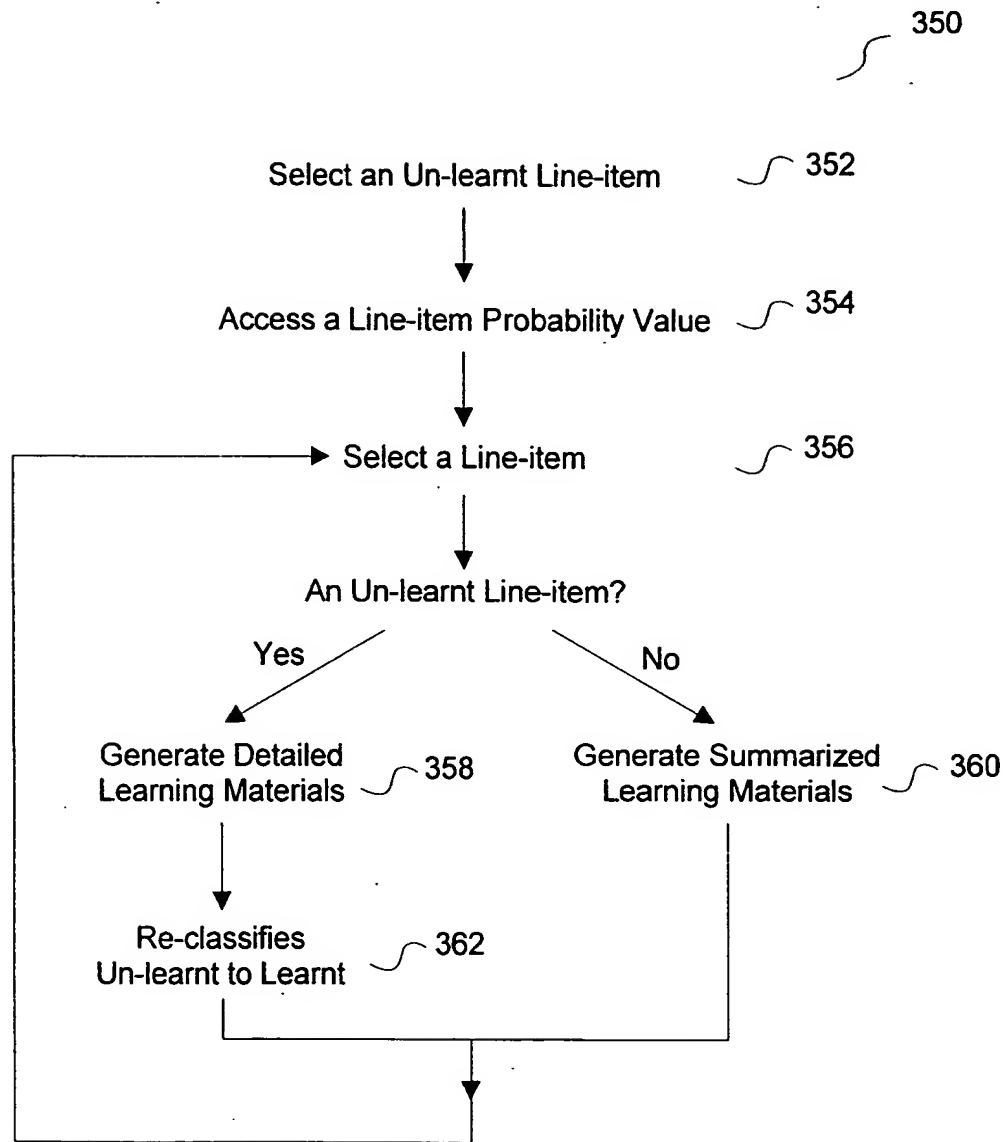 350
Select an Un-learnt Line-item
352
Access a Line-item Probability Value
354
Select a Line-item
356
An Un-learnt Line-item?
Yes
No
Generate Detailed
Learning Materials
358
Generate Summarized
Learning Materials
360
Re-classifies
Un-learnt to Learnt
362